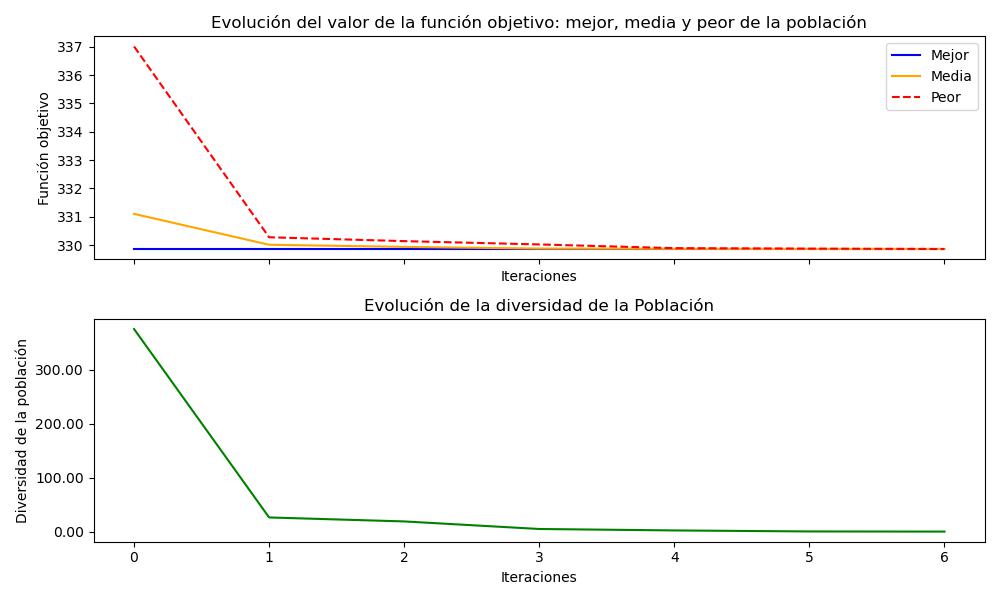 Evolución del valor de la función objetivo: mejor, media y peor de la población
Función objetivo
337
336
335
334
333
332
331
330
Mejor
Media
Peor
Iteraciones
Evolución de la diversidad de la Población
Diversidad de la población
300.00
200.00
100.00
0.00
0 1 2 3 4 5 6
Iteraciones